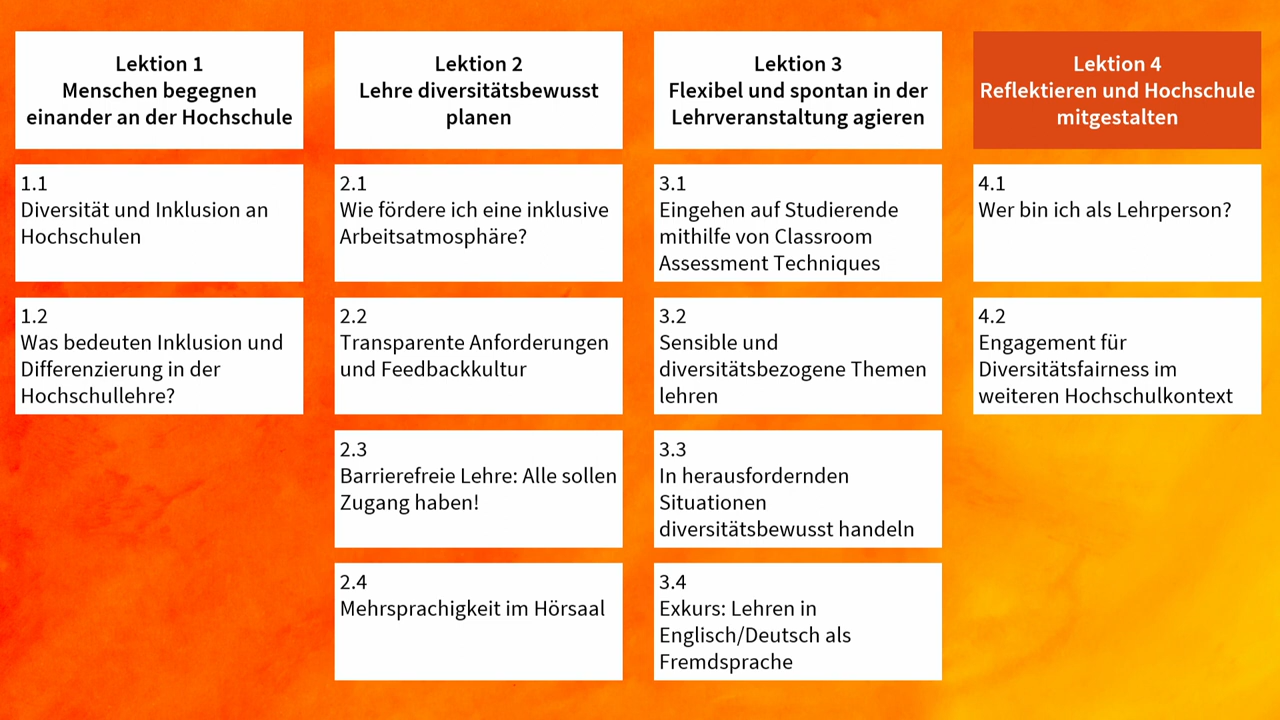 Lektion 1
Menschen begegnen
einander an der Hochschule
1.1
Diversität und Inklusion an
Hochschulen
1.2
Was bedeuten Inklusion und
Differenzierung in der
Hochschullehre?
Lektion 2
Lehre diversitätsbewusst
planen
2.1
Wie fördere ich eine inklusive
Arbeitsatmosphäre?
2.2
Transparente Anforderungen
und Feedbackkultur
2.3
Barrierefreie Lehre: Alle sollen
Zugang haben!
2.4
Mehrsprachigkeit im Hörsaal
Lektion 3
Flexibel und spontan in der
Lehrveranstaltung agieren
3.1
Eingehen auf Studierende
mithilfe von Classroom
Assessment Techniques
3.2
Sensible und
diversitätsbezogene Themen
lehren
3.3
In herausfordernden
Situationen
diversitätsbewusst handeln
3.4
Exkurs: Lehren in
Englisch/Deutsch als
Fremdsprache
Lektion 4
Reflektieren und Hochschule
mitgestalten
4.1
Wer bin ich als Lehrperson?
4.2
Engagement für
Diversitätsfairness im
weiteren Hochschulkontext